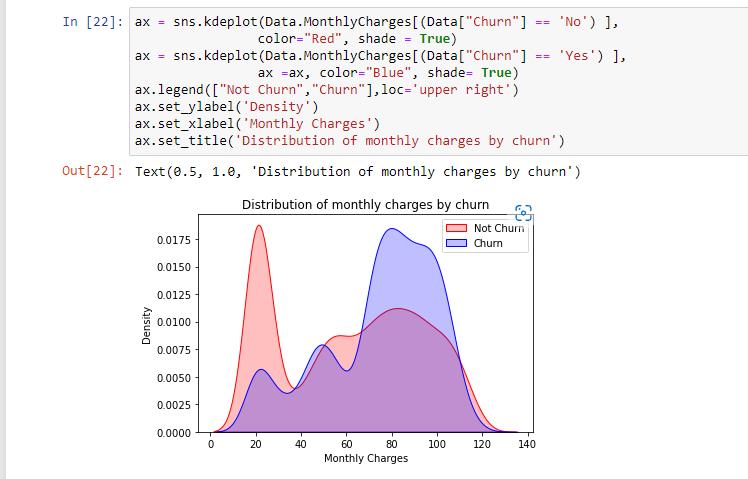 In [22]: ax = sns.kdeplot(Data.MonthlyCharges[(Data["Churn"] == 'No') ],
color="Red", shade = True)
ax = sns.kdeplot(Data.MonthlyCharges[(Data["Churn"] == 'Yes') ],
ax =ax, color="Blue", shade= True)
ax.legend(["Not Churn","Churn"],loc='upper right')
ax.set_ylabel('Density')
ax.set_xlabel('Monthly Charges')
ax.set_title('Distribution of monthly charges by churn')
Out[22]: Text(0.5, 1.0, 'Distribution of monthly charges by churn')
Distribution of monthly charges by churn
Not Churn
Churn
0.0175
0.0150
0.0125
0.0100
0.0075
0.0050
0.0025
0.0000
Density
0 20 40 60 80 100 120 140
Monthly Charges